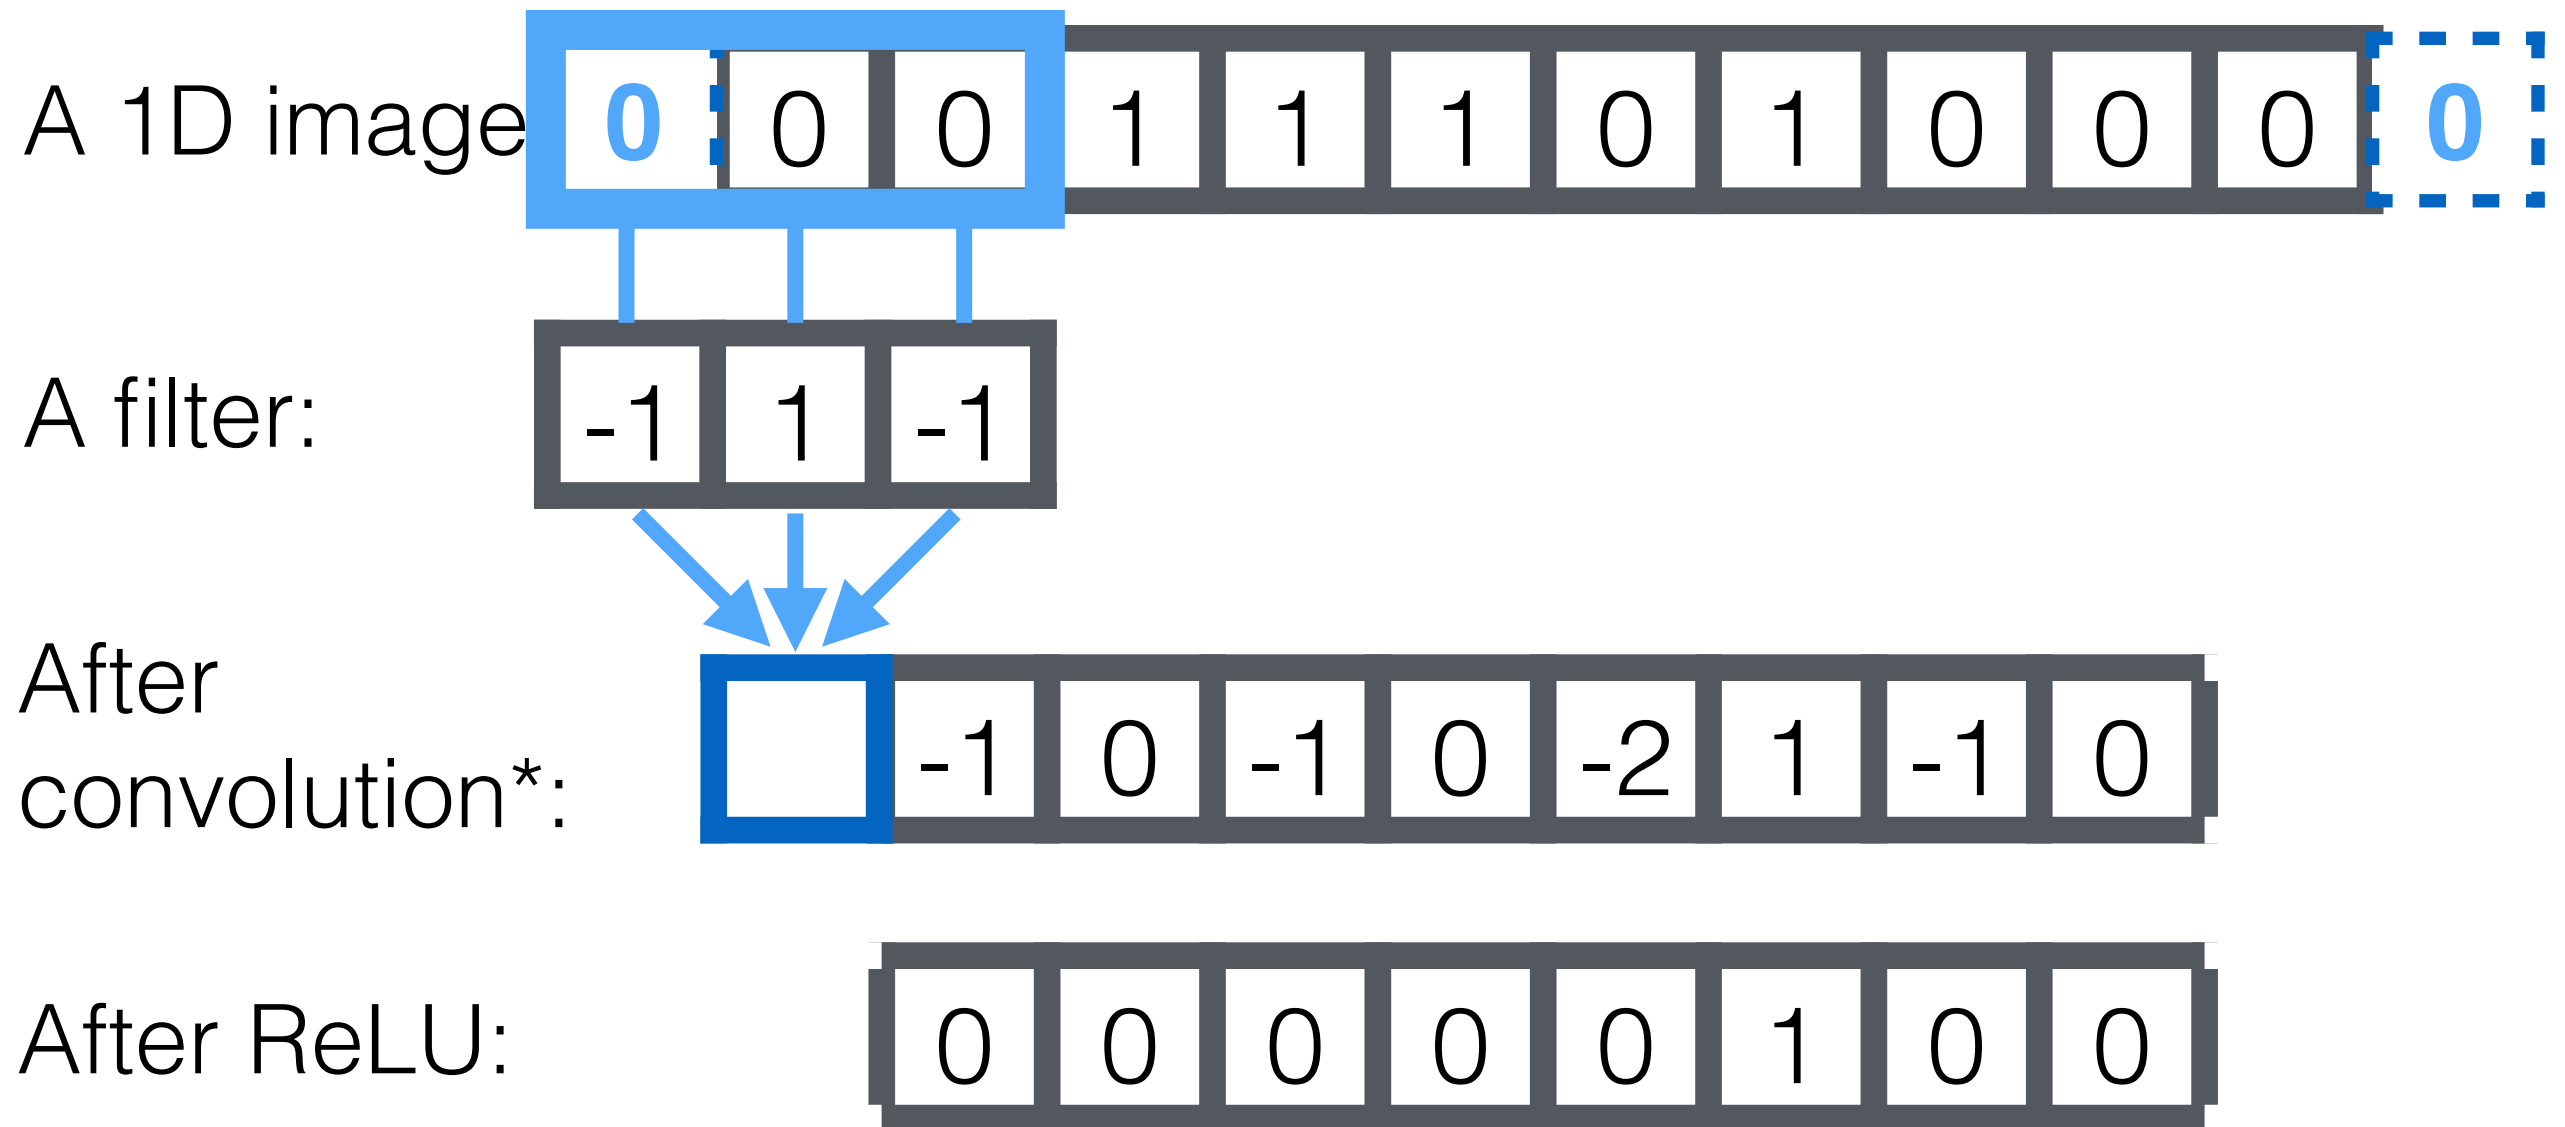 A 1D image 0 0 0 1 1 1 0 1 0 0 0 0
A filter: -1 1 -1
After
convolution*: -1 0 -1 0 -2 1 -1 0
After ReLU: 0 0 0 0 0 1 0 0